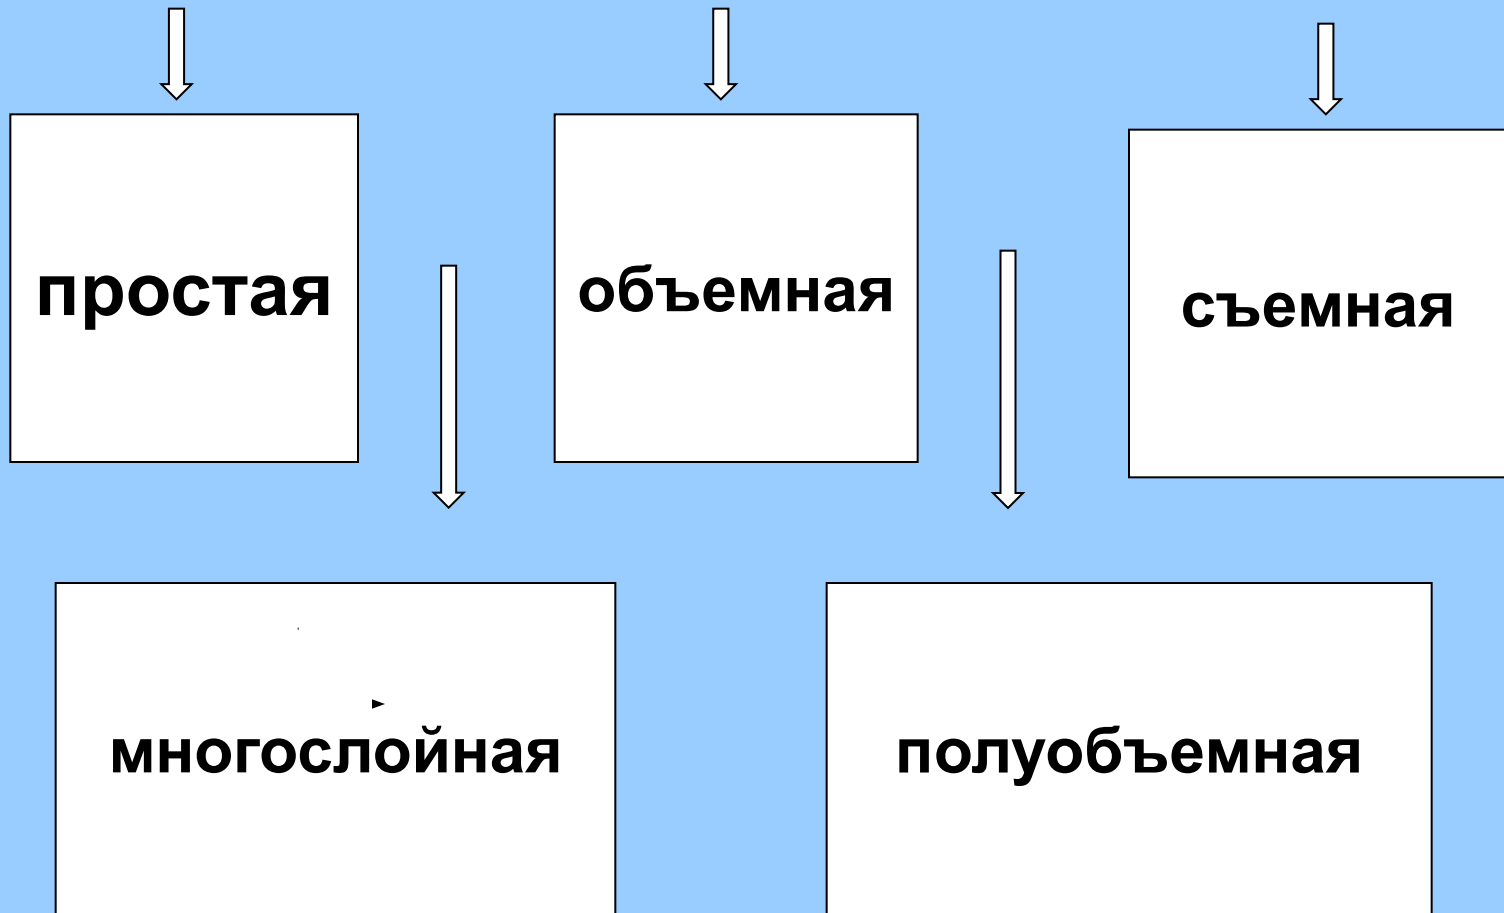 простая
объемная
съемная
многослойная
полуобъемная